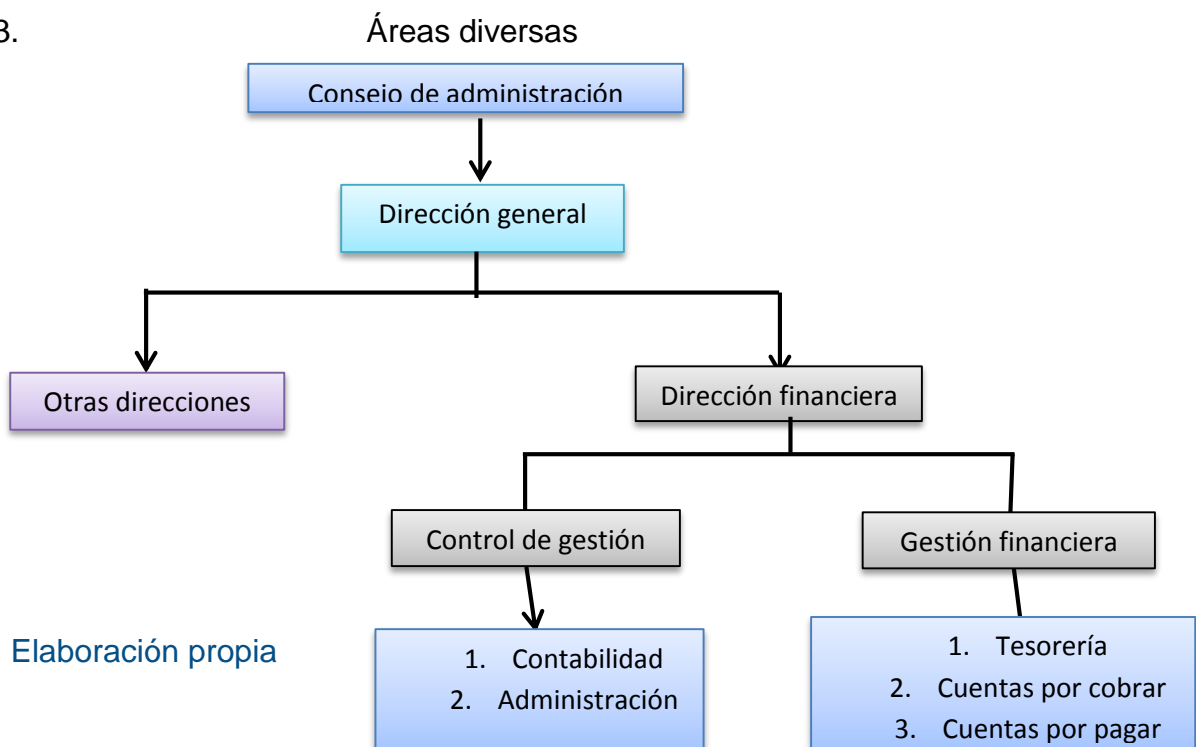 3.
Áreas diversas
Consejo de administración
Dirección general
Otras direcciones
Dirección financiera
Control de gestión
Gestión financiera
Elaboración propia
1. Contabilidad
2. Administración
1. Tesorería
2. Cuentas por cobrar
3. Cuentas por pagar